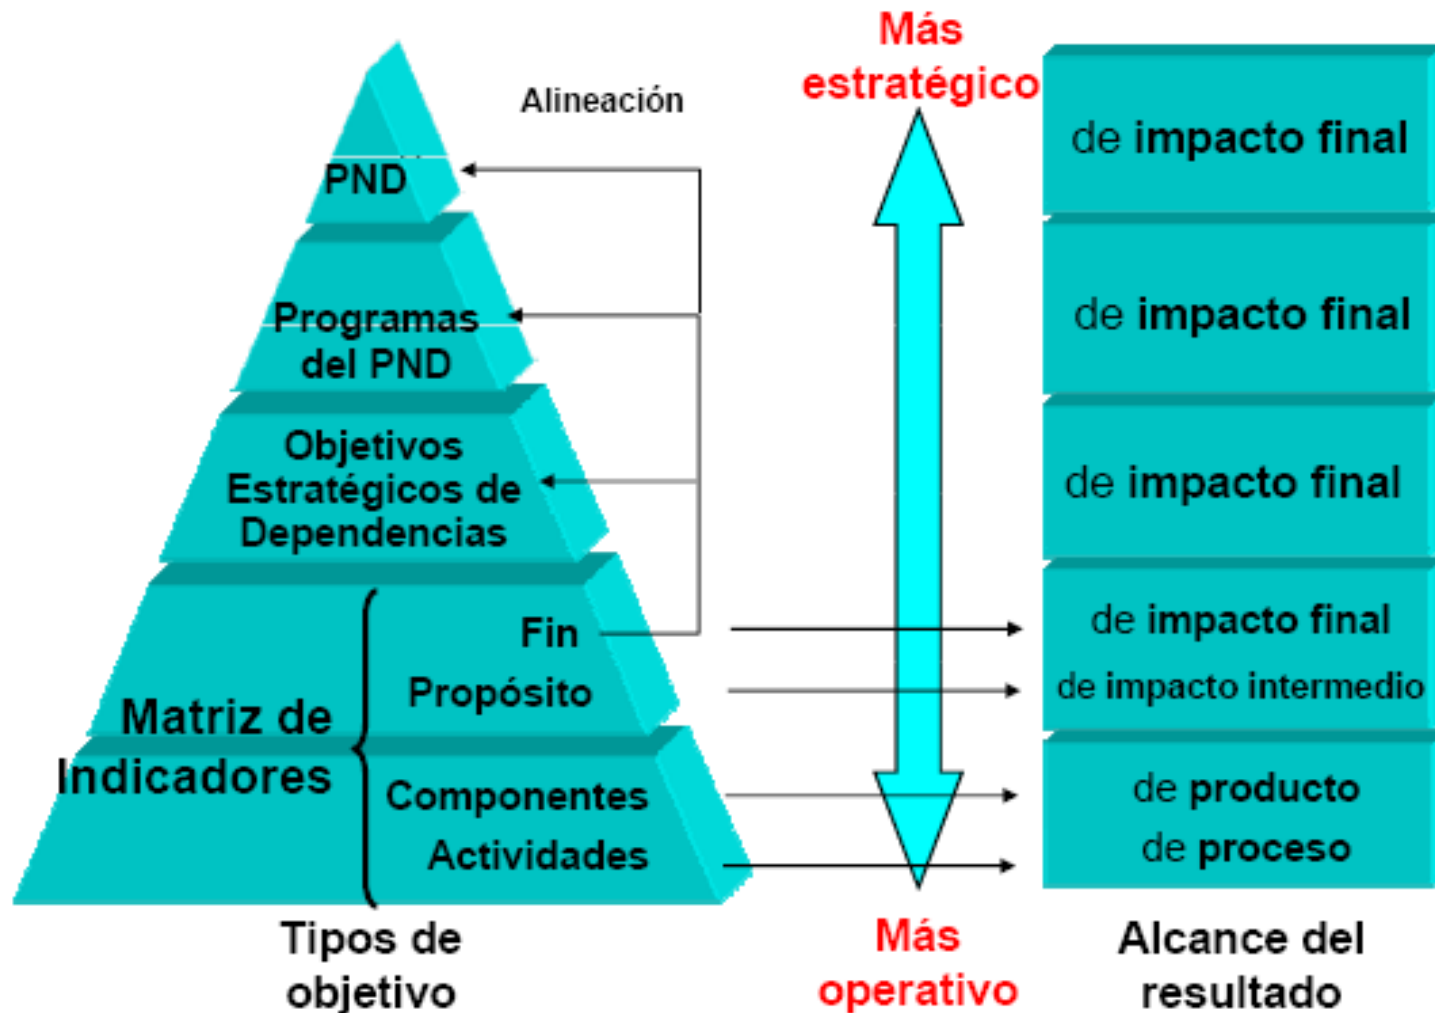 Más
estratégico
Alineación
PND
Programas
del PND
Objetivos
Estratégicos de
Dependencias
Fin
Propósito
Matriz de
Indicadores
Componentes
Actividades
Tipos de
objetivo
Más
operativo
de impacto final
de impacto final
de impacto final
de impacto final
de impacto intermedio
de producto
de proceso
Alcance del
resultado